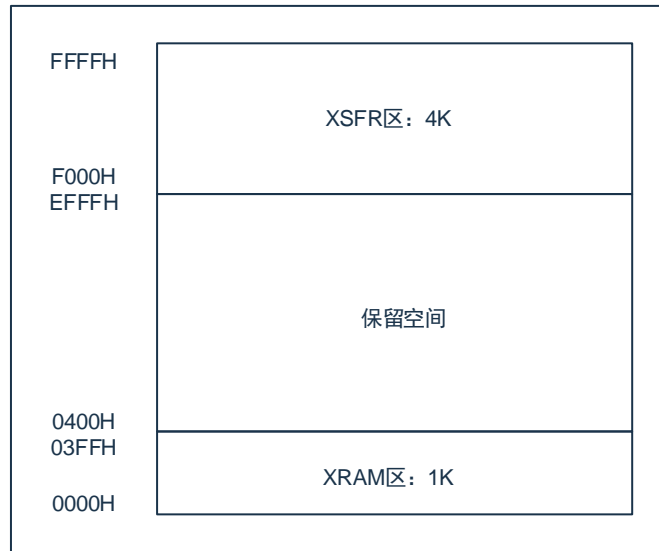 FFFFH
XSFR区：4K
F000H
EFFFH
保留空间
0400H
03FFH
XRAM区：1K
0000H